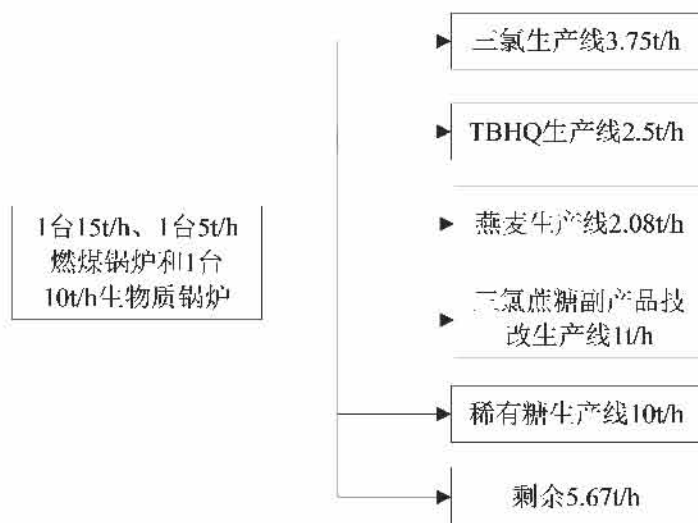 三氯生产线3.75t/h
TBHQ生产线2.5t/h
燕麦生产线2.08t/h
1台15t/h、1台5t/h
燃煤锅炉和1台
10t/h生物质锅炉
三氯蔗糖副产品技
改生产线1t/h
稀有糖生产线10t/h
剩余5.67t/h